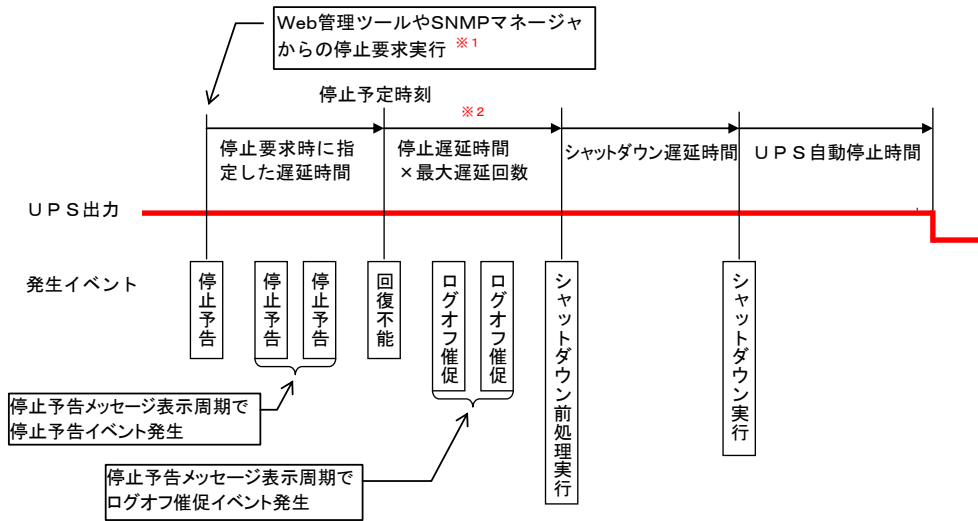 Web管理ツールやSNMPマネージャ
からの停止要求実行 ※1
停止予定時刻
※2
停止要求時に指
定した遅延時間
停止遅延時間
×最大遅延回数
シャットダウン遅延時間
UPS自動停止時間
UPS出力
発生イベント
停止予告
停止予告
停止予告
回復不能
ログオフ催促
ログオフ催促
シャットダウン前処理実行
シャットダウン実行
停止予告メッセージ表示周期で
停止予告イベント発生
停止予告メッセージ表示周期で
ログオフ催促イベント発生